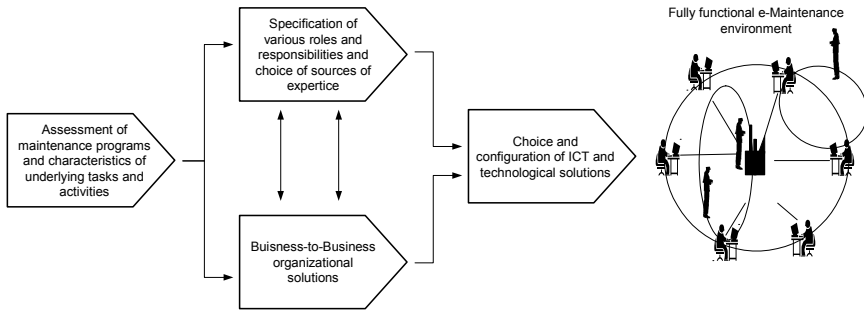 Assessment of
maintenance programs
and characteristics of
underlying tasks and
activities
Specification of
various roles and
responsibilities and
choice of sources of
expertice
Buisness-to-Business
organizational
solutions
Choice and
configuration of ICT and
technological solutions
Fully functional e-Maintenance
environment